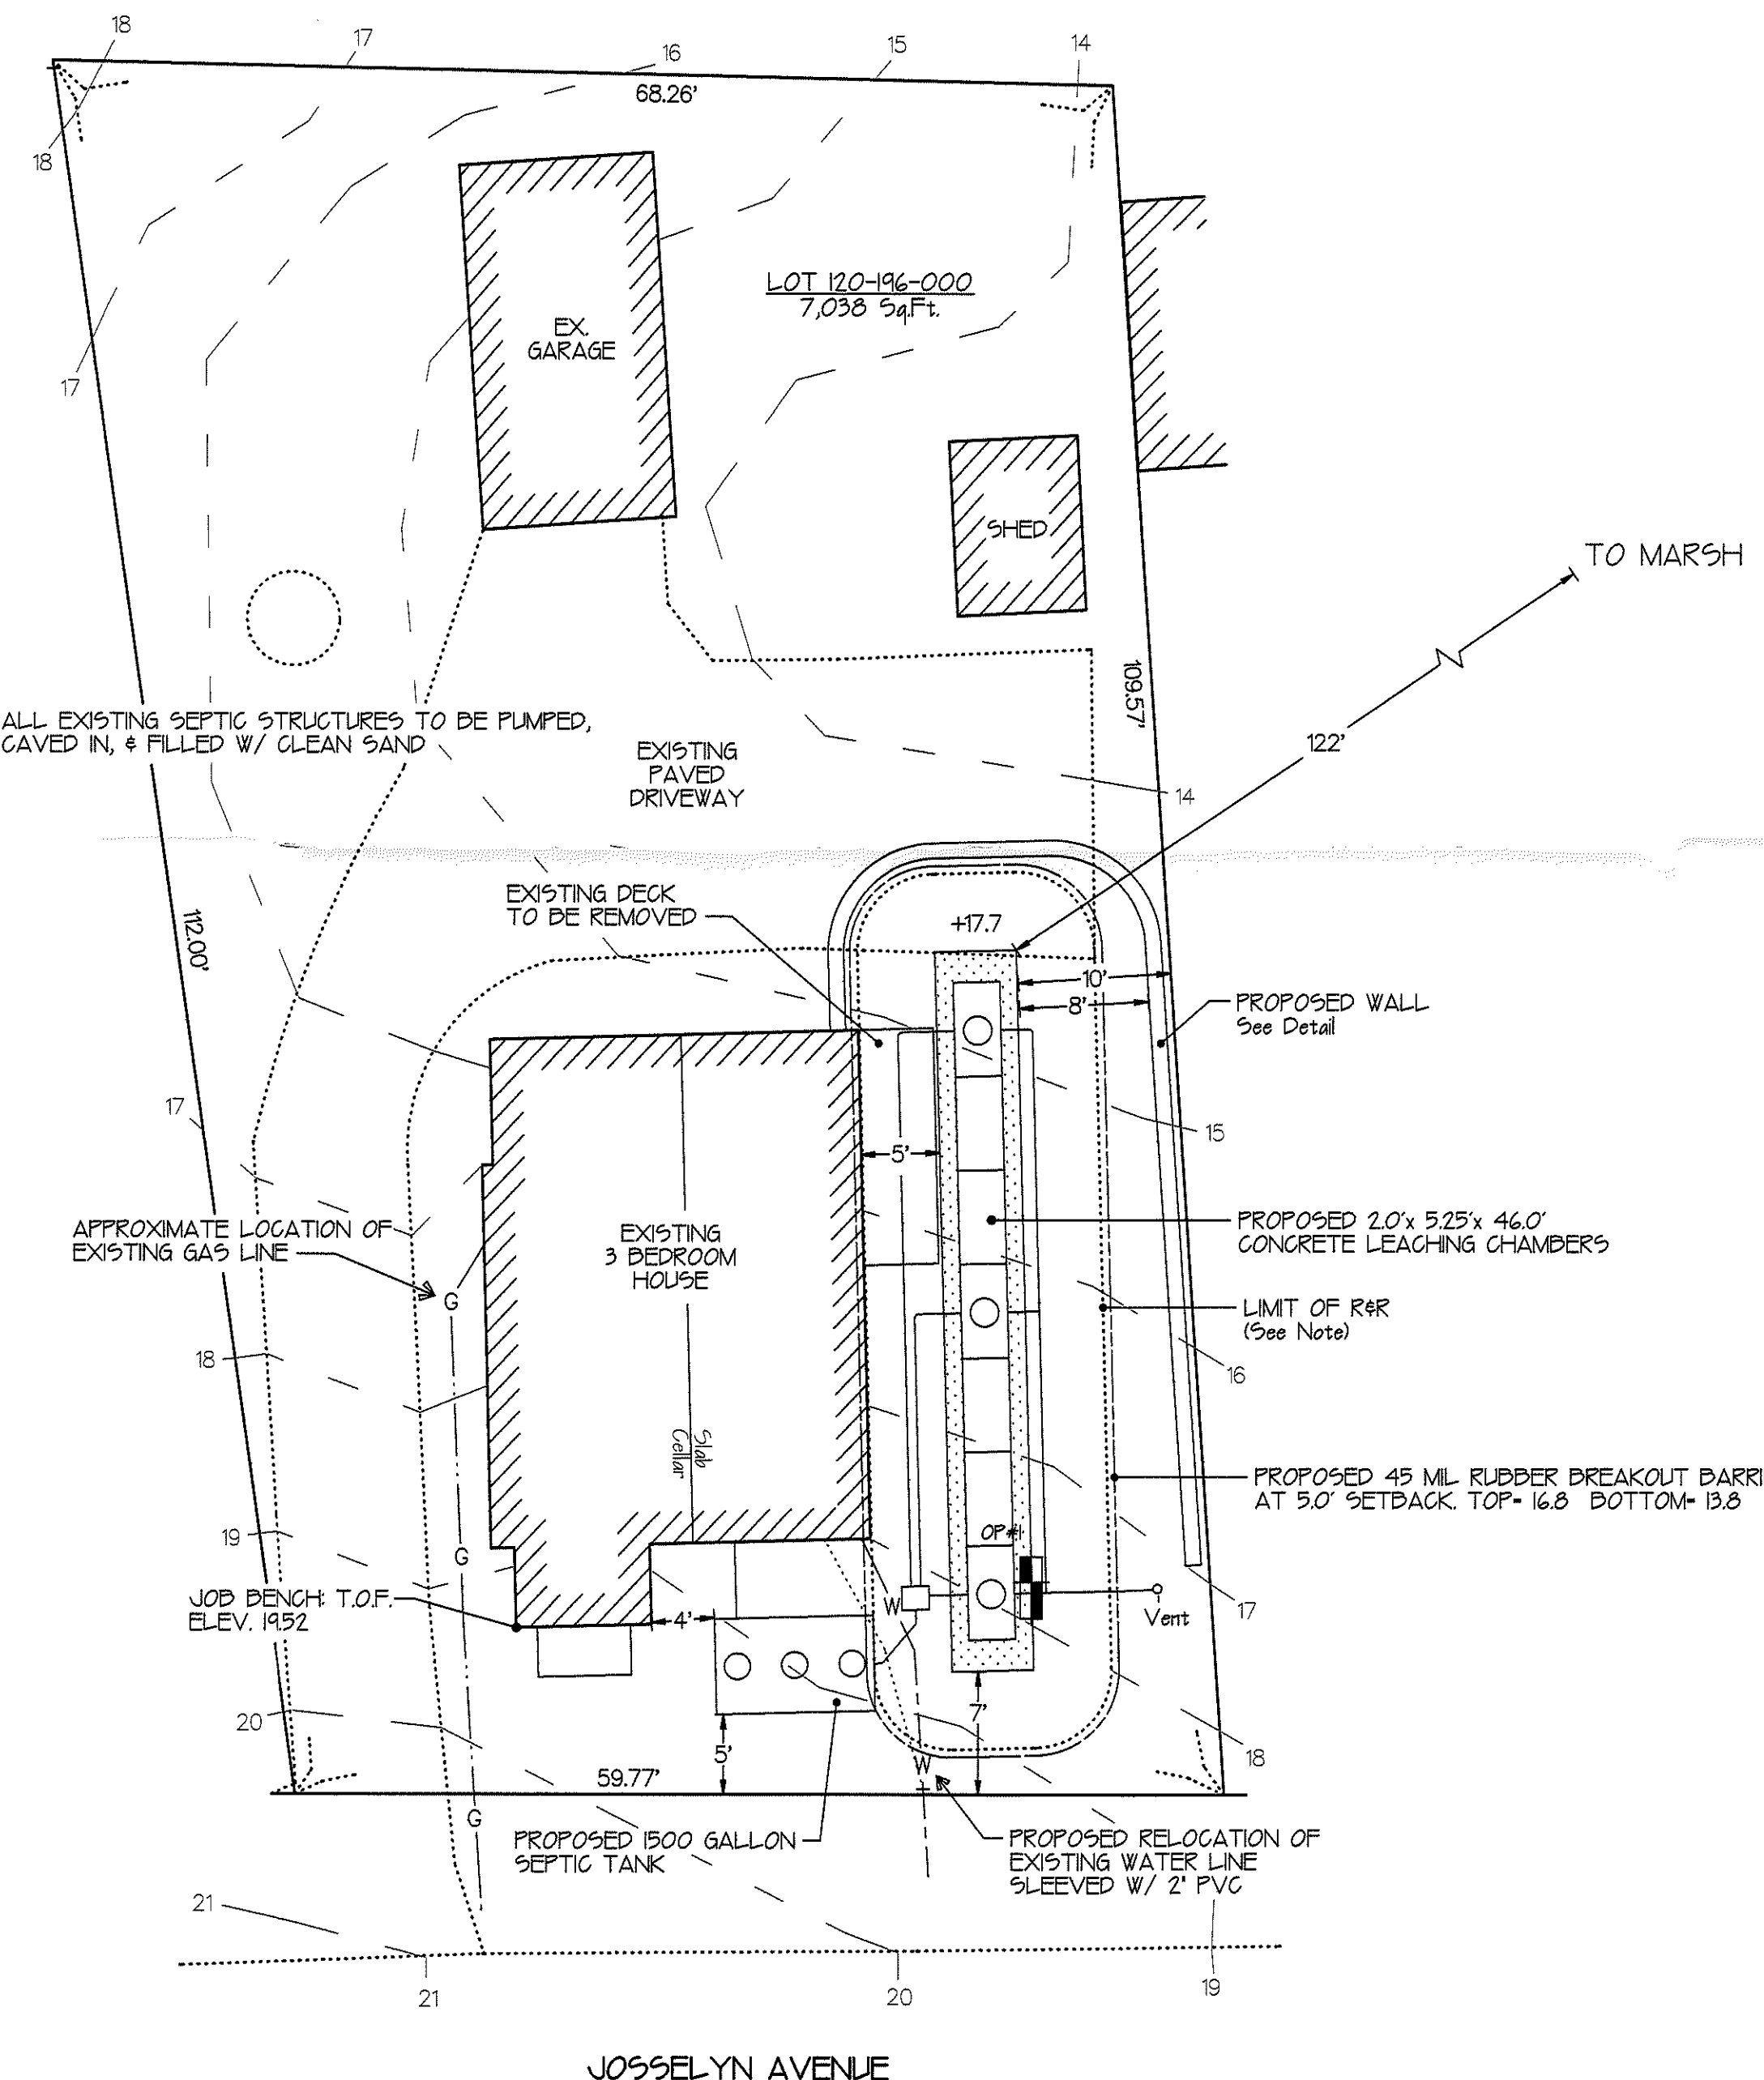 18
17
16
15
14
68.26'
18
LOT 120-196-000
7,038 Sq.Ft.
EX.
GARAGE
17
SHED
TO MARSH
109.57'
ALL EXISTING SEPTIC STRUCTURES TO BE PUMPED,
CAVED IN, & FILLED W/ CLEAN SAND
EXISTING
PAVED
DRIVEWAY
122'
14
EXISTING DECK
TO BE REMOVED
+17.7
112.00'
10'
8'
PROPOSED WALL
See Detail
17
15
5'
APPROXIMATE LOCATION OF
EXISTING GAS LINE
EXISTING
3 BEDROOM
HOUSE
PROPOSED 2.0'x 5.25'x 46.0'
CONCRETE LEACHING CHAMBERS
G
LIMIT OF R&R
(See Note)
18
16
Slab
Cellar
PROPOSED 45 MIL RUBBER BREAKOUT BARRI
AT 5.0' SETBACK. TOP= 16.8 BOTTOM= 13.8
19
OP#1
G
JOB BENCH: T.O.F.
ELEV. 19.52
4'
W
Vent
17
20
7'
5'
18
W
59.77'
G
PROPOSED 1500 GALLON
SEPTIC TANK
PROPOSED RELOCATION OF
EXISTING WATER LINE
SLEEVED W/ 2" PVC
21
21
20
19
JOSSELYN AVENUE